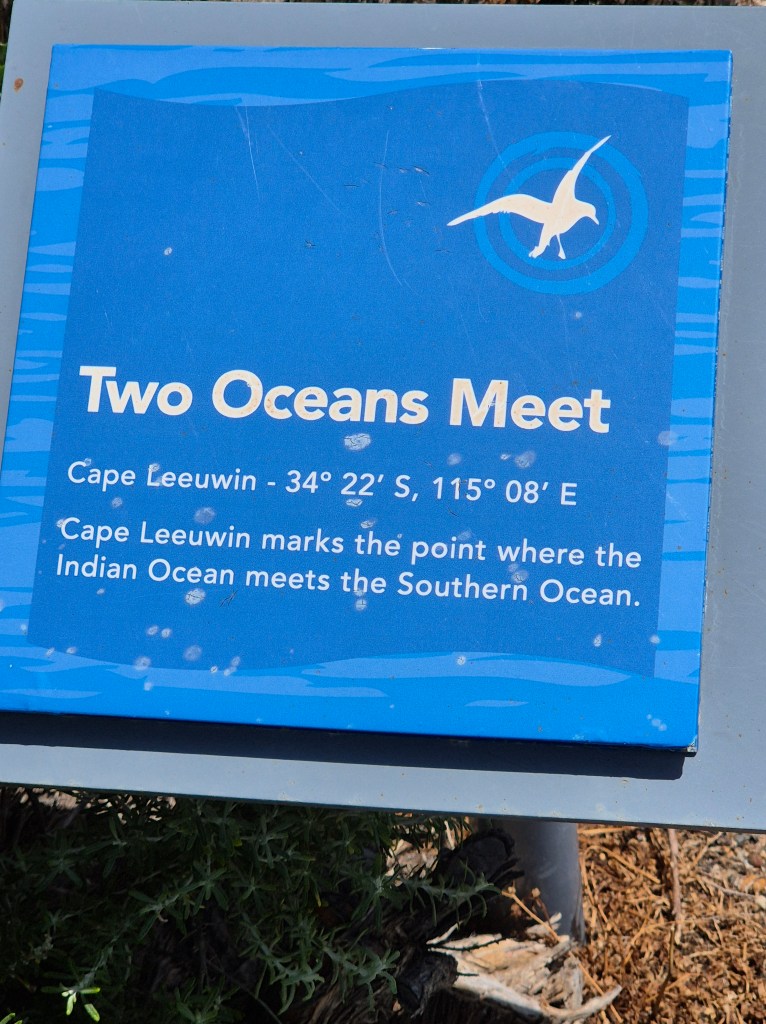 Two Oceans Meet
Cape Leeuwin - 34° 22′ S, 115° 08′ E
Cape Leeuwin marks the point where the
Indian Ocean meets the Southern Ocean.